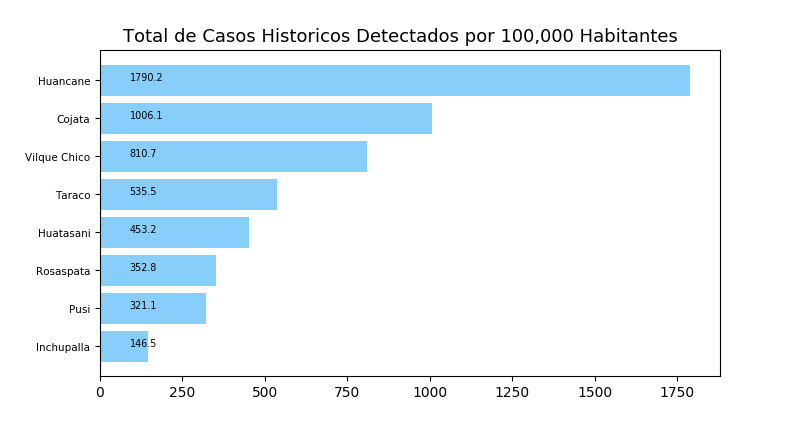 Total de Casos Historicos Detectados por 100,000 Habitantes
Huancane 1790.2
Cojata 1006.1
Vilque Chico 810.7
Taraco 535.5
Huatasani 453.2
Rosaspata 352.8
Pusi 321.1
Inchupalla 146.5
0 250 500 750 1000 1250 1500 1750